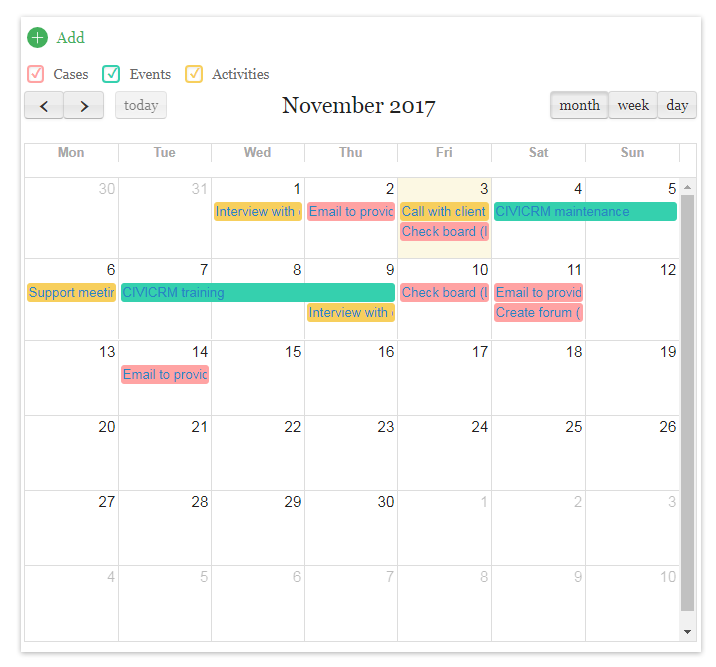 Add
Cases Events Activities
today November 2017 month week day
Mon Tue Wed Thu Fri Sat Sun
30 31 1 2 3 4 5
Interview with Email to provic Call with client CIVICRM maintenance
Check board (
6 7 8 9 10 11 12
Support meetir CIVICRM training Check board ( Email to provid
Interview with Create forum (
13 14 15 16 17 18 19
Email to provic
20 21 22 23 24 25 26
27 28 29 30 1 2 3
4 5 6 7 8 9 10